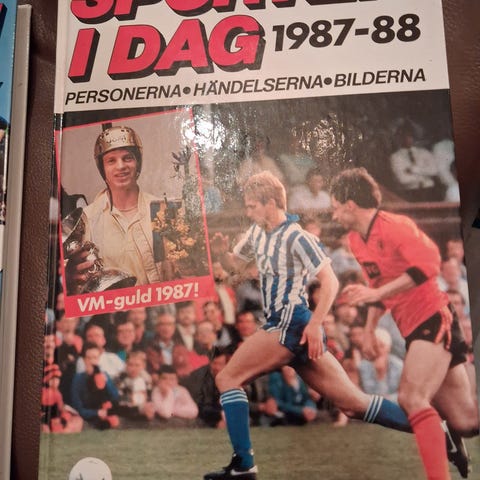 I DAG 1987-88
PERSONERNA•HÄNDELSERNA•BILDERNA
VM-guld 1987!